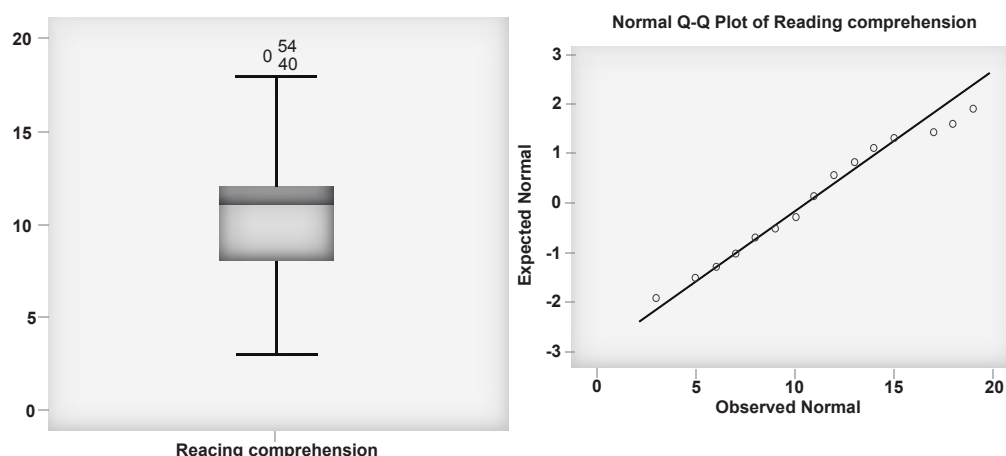 20
15
10
5
0
0 54
40
Reacing comprehension
Normal Q-Q Plot of Reading comprehension
Expected Normal
3
2
1
0
-1
-2
-3
0 5 10 15 20
Observed Normal